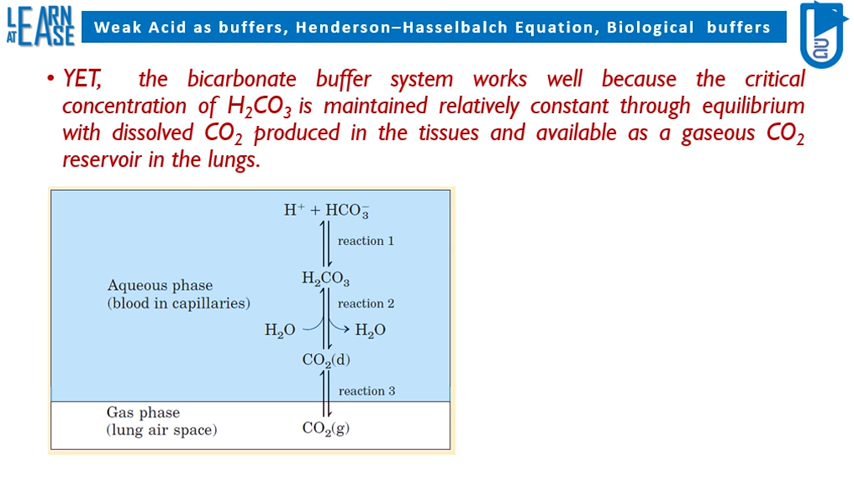 LEARN
AT EASE
Weak Acid as buffers, Henderson–Hasselbalch Equation, Biological buffers
• YET, the bicarbonate buffer system works well because the critical
concentration of H₂CO₃ is maintained relatively constant through equilibrium
with dissolved CO₂ produced in the tissues and available as a gaseous CO₂
reservoir in the lungs.
H⁺ + HCO₃⁻
reaction 1
H₂CO₃
Aqueous phase
(blood in capillaries)
reaction 2
H₂O
H₂O
CO₂(d)
reaction 3
Gas phase
(lung air space)
CO₂(g)